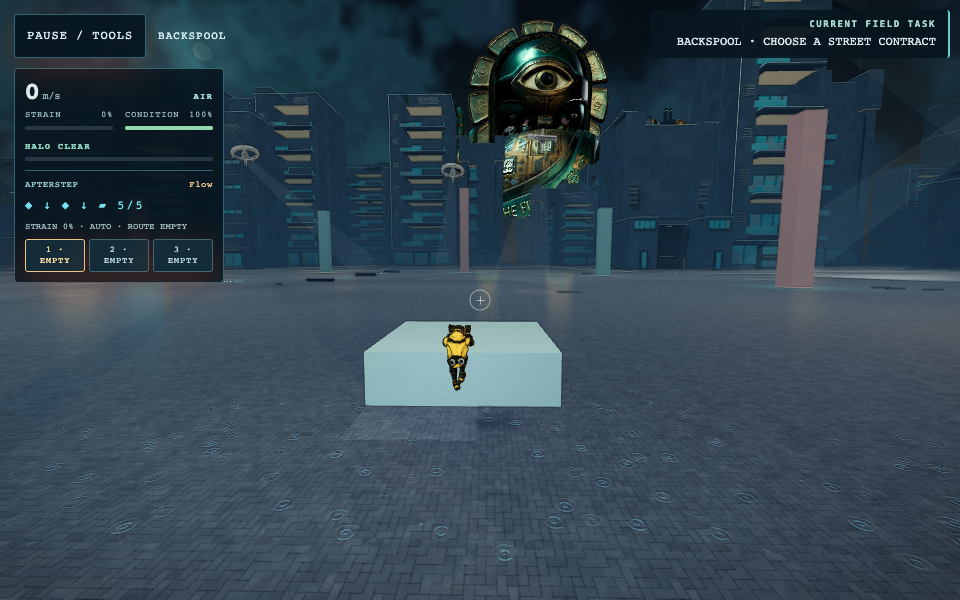 PAUSE / TOOLS
BACKSPOOL
CURRENT FIELD TASK
BACKSPOOL · CHOOSE A STREET CONTRACT
0 m/s
AIR
STRAIN 0%
CONDITION 100%
HALO CLEAR
AFTERSTEP
Flow
5/5
STRAIN 0% · AUTO · ROUTE EMPTY
1 · EMPTY
2 · EMPTY
3 · EMPTY